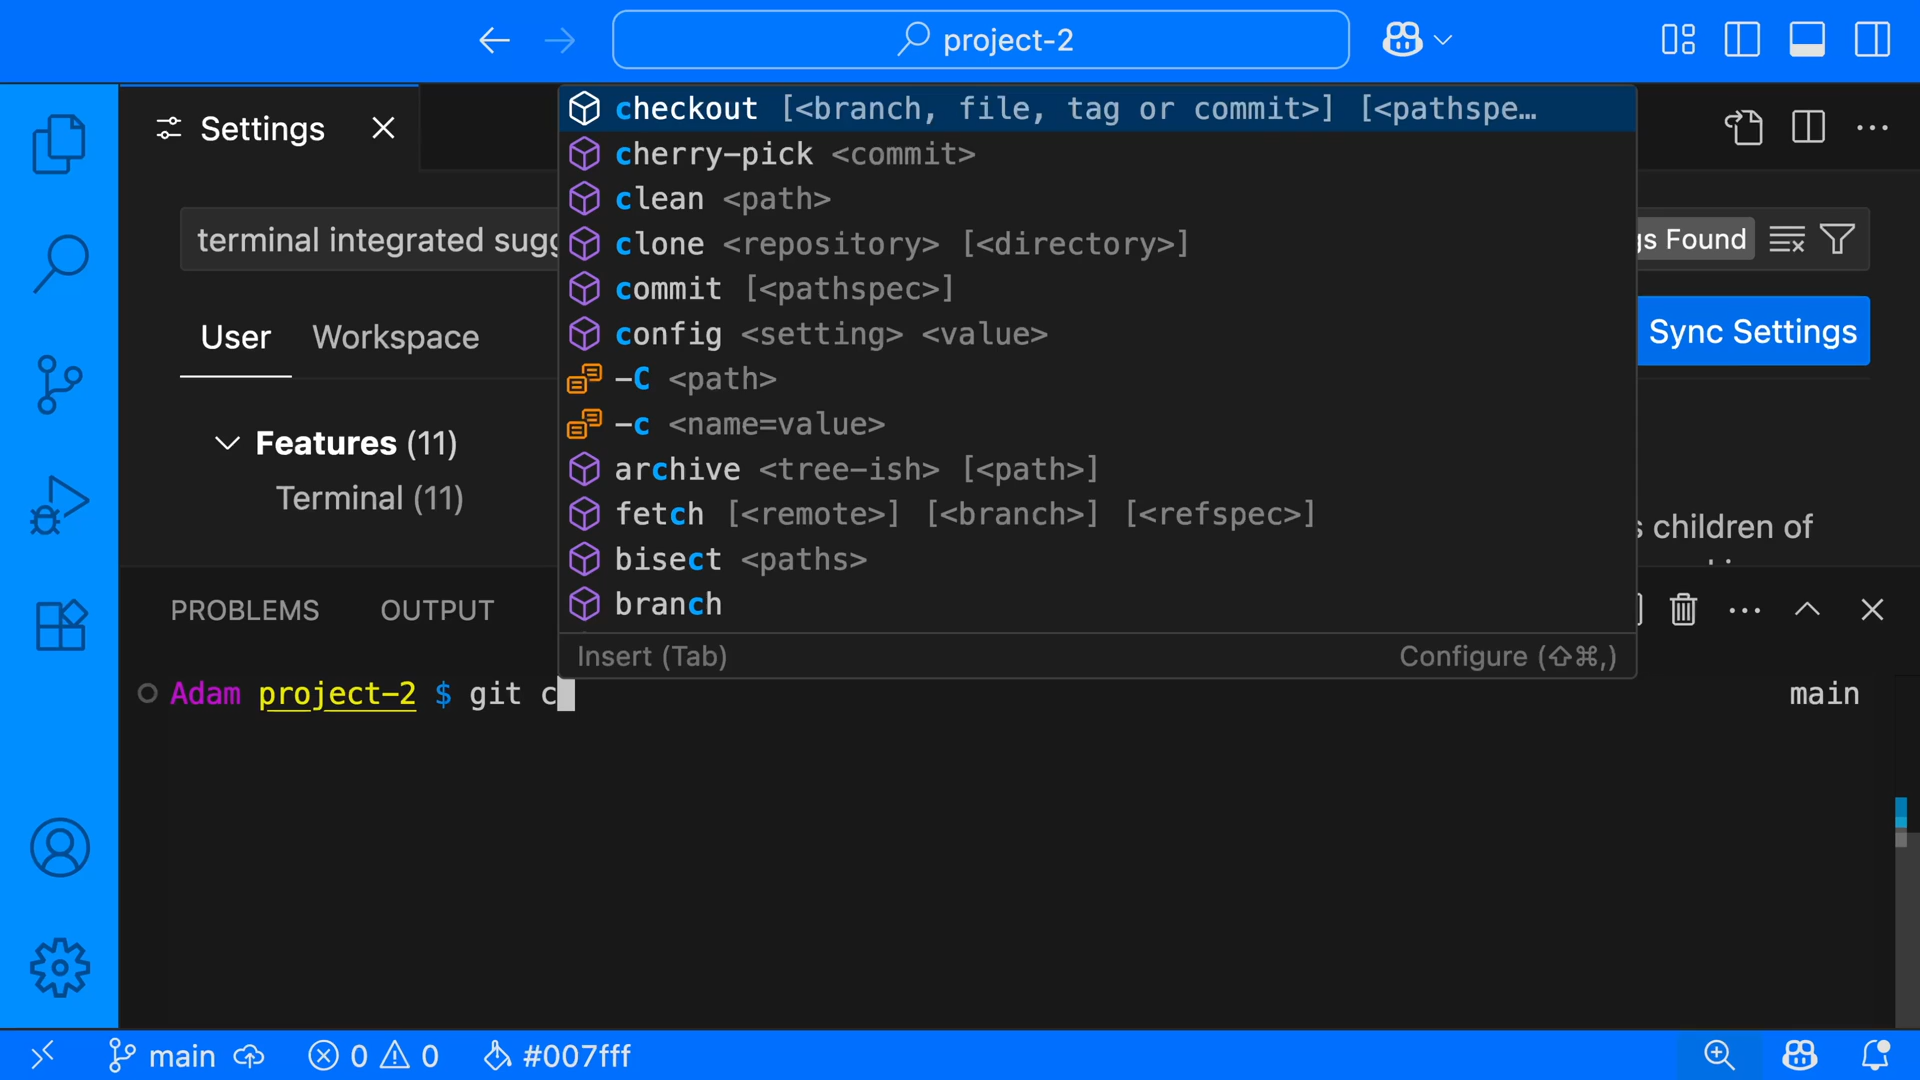 project-2
Settings
terminal integrated sugg
gs Found
User
Workspace
Sync Settings
Features (11)
Terminal (11)
children of
checkout [<branch, file, tag or commit>] [<pathspe…
cherry-pick <commit>
clean <path>
clone <repository> [<directory>]
commit [<pathspec>]
config <setting> <value>
-C <path>
-c <name=value>
archive <tree-ish> [<path>]
fetch [<remote>] [<branch>] [<refspec>]
bisect <paths>
branch
Insert (Tab)
Configure (⇧⌘,)
PROBLEMS
OUTPUT
Adam project-2 $ git c
main
main
0
0
#007fff